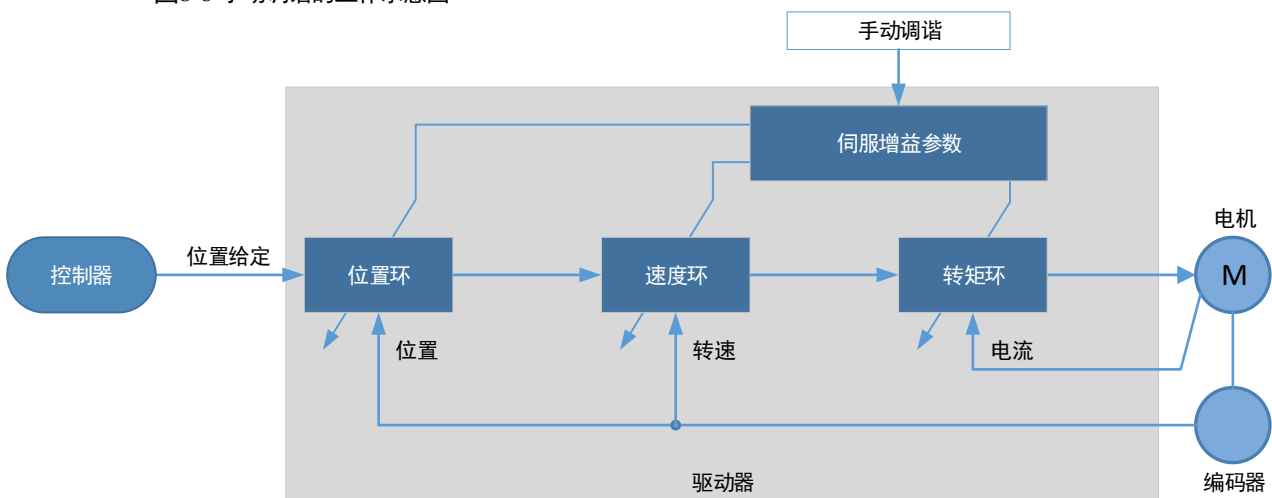 手动调谐
伺服增益参数
电机
控制器
位置给定
位置环
速度环
转矩环
M
位置
转速
电流
驱动器
编码器